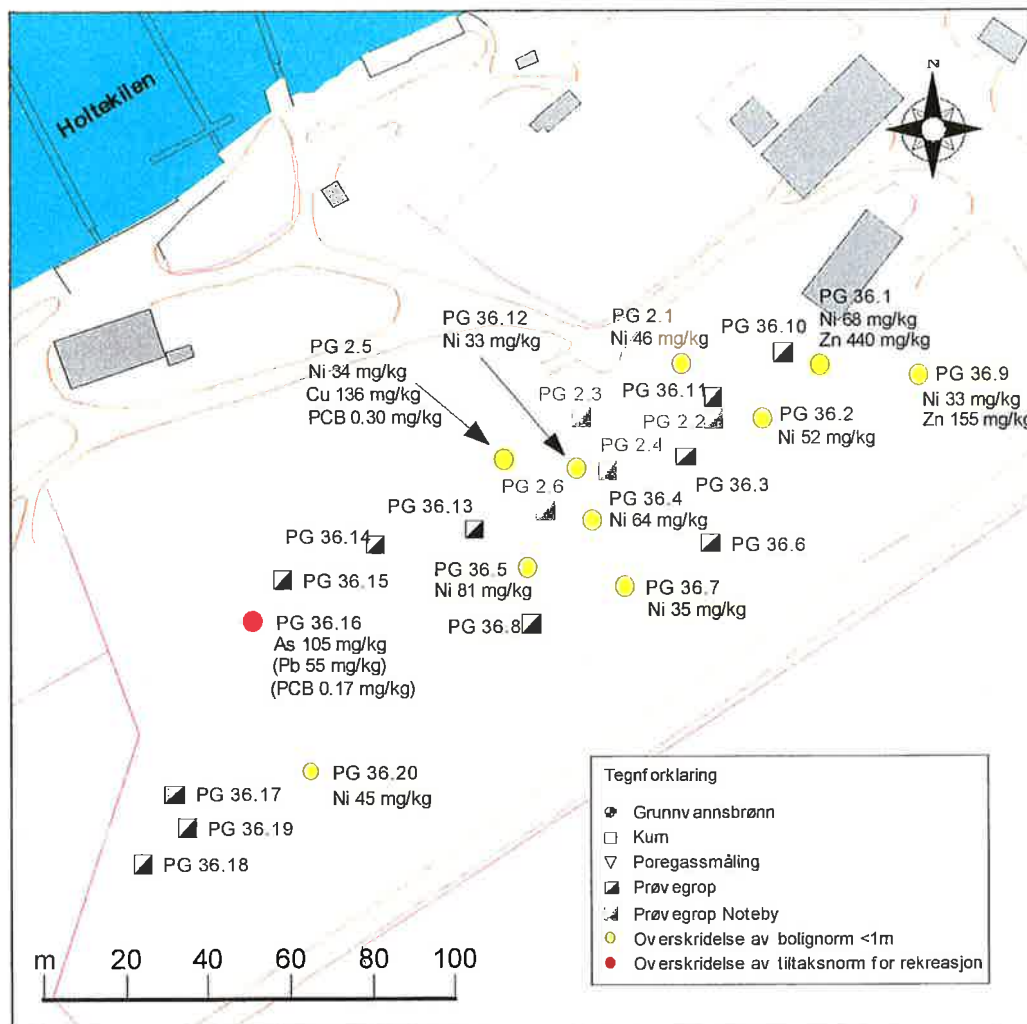 Holtekilen
N
PG 36.12
Ni 33 mg/kg
PG 2.1
Ni 46 mg/kg
PG 36.10
PG 36.1
Ni 68 mg/kg
Zn 440 mg/kg
PG 2.5
Ni 34 mg/kg
Cu 136 mg/kg
PCB 0.30 mg/kg
PG 2.3
PG 36.11
PG 2.2
PG 36.2
Ni 52 mg/kg
PG 36.9
Ni 33 mg/kg
Zn 155 mg/kg
PG 2.4
PG 36.3
PG 2.6
PG 36.4
Ni 64 mg/kg
PG 36.13
PG 36.14
PG 36.6
PG 36.15
PG 36.5
Ni 81 mg/kg
PG 36.7
Ni 35 mg/kg
PG 36.8
PG 36.16
As 105 mg/kg
(Pb 55 mg/kg)
(PCB 0.17 mg/kg)
PG 36.20
Ni 45 mg/kg
PG 36.17
PG 36.19
PG 36.18
m 20 40 60 80 100
Tegnforklaring
Grunnvannsbrønn
Kum
Poregassmåling
Prøvegrop
Prøvegrop Noteby
Overskridelse av bolignorm <1m
Overskridelse av tiltaksnorm for rekreasjon